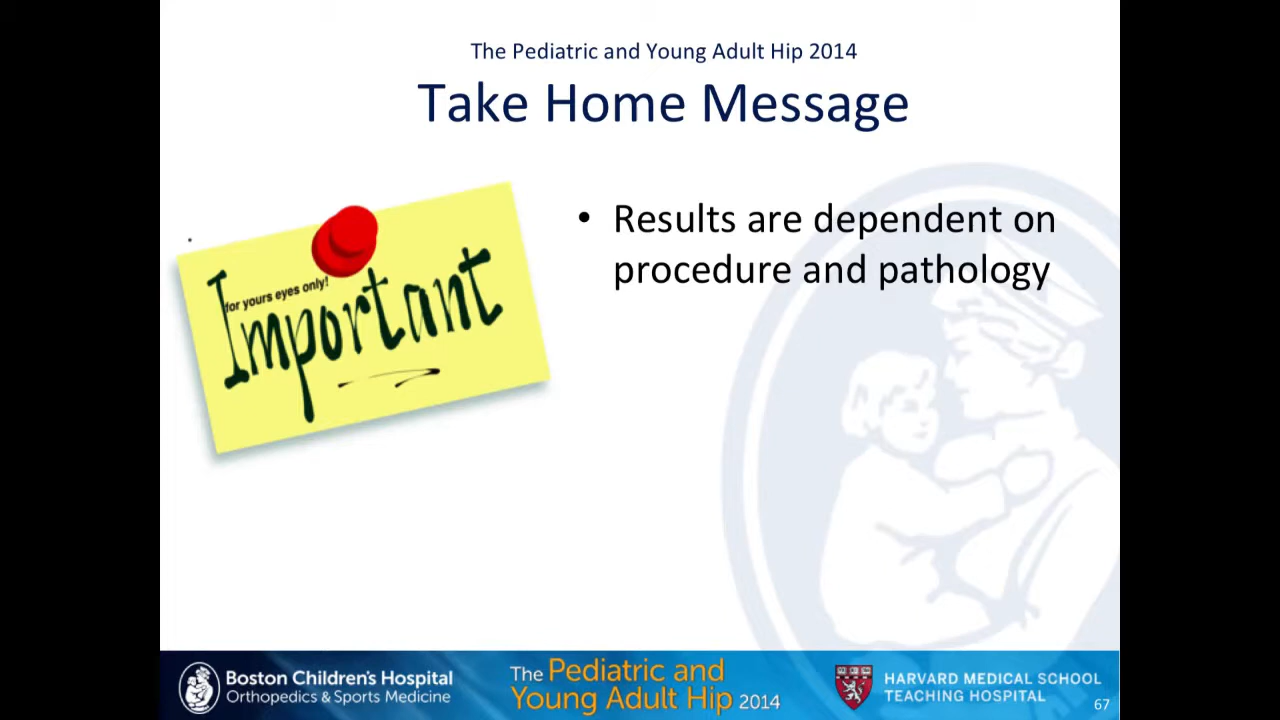 The Pediatric and Young Adult Hip 2014
Take Home Message
for yours eyes only!
Important
• Results are dependent on
procedure and pathology
Boston Children's Hospital
Orthopedics & Sports Medicine
The Pediatric and
Young Adult Hip 2014
HARVARD MEDICAL SCHOOL
TEACHING HOSPITAL
67